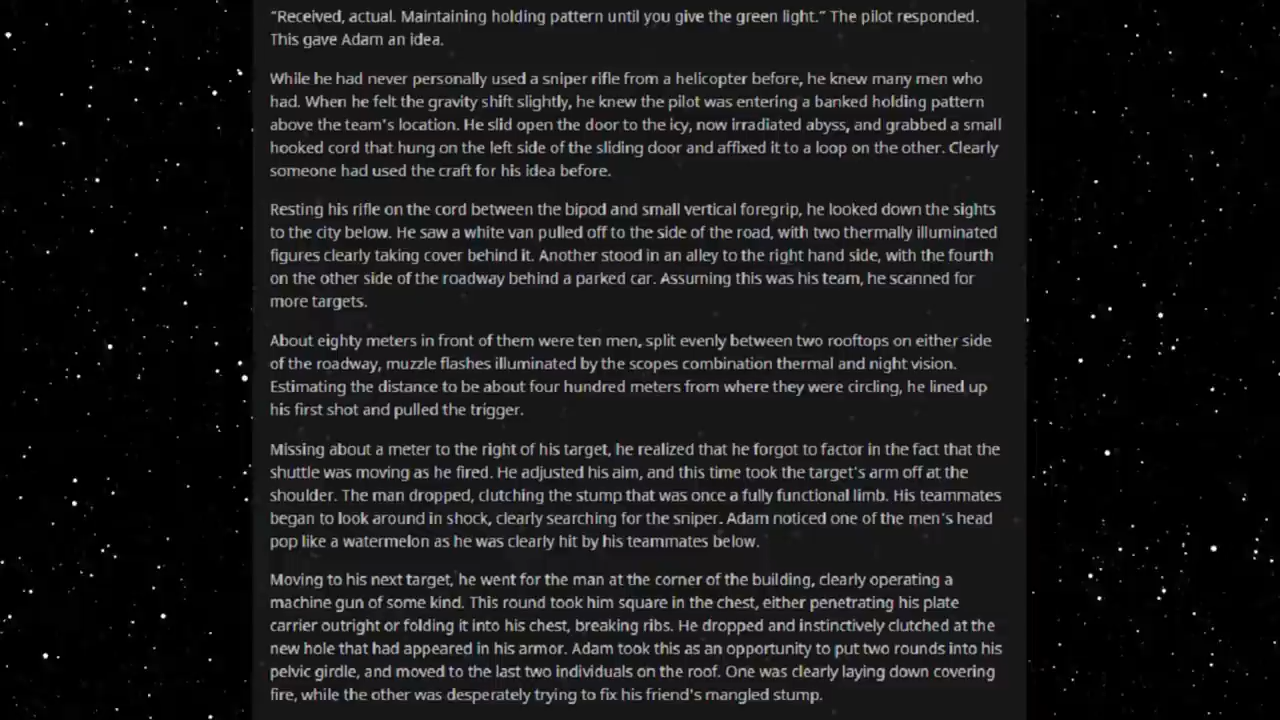 “Received, actual. Maintaining holding pattern until you give the green light.” The pilot responded.
This gave Adam an idea.
While he had never personally used a sniper rifle from a helicopter before, he knew many men who
had. When he felt the gravity shift slightly, he knew the pilot was entering a banked holding pattern
above the team's location. He slid open the door to the icy, now irradiated abyss, and grabbed a small
hooked cord that hung on the left side of the sliding door and affixed it to a loop on the other. Clearly
someone had used the craft for his idea before.
Resting his rifle on the cord between the bipod and small vertical foregrip, he looked down the sights
to the city below. He saw a white van pulled off to the side of the road, with two thermally illuminated
figures clearly taking cover behind it. Another stood in an alley to the right hand side, with the fourth
on the other side of the roadway behind a parked car. Assuming this was his team, he scanned for
more targets.
About eighty meters in front of them were ten men, split evenly between two rooftops on either side
of the roadway, muzzle flashes illuminated by the scopes combination thermal and night vision.
Estimating the distance to be about four hundred meters from where they were circling, he lined up
his first shot and pulled the trigger.
Missing about a meter to the right of his target, he realized that he forgot to factor in the fact that the
shuttle was moving as he fired. He adjusted his aim, and this time took the target's arm off at the
shoulder. The man dropped, clutching the stump that was once a fully functional limb. His teammates
began to look around in shock, clearly searching for the sniper. Adam noticed one of the men's head
pop like a watermelon as he was clearly hit by his teammates below.
Moving to his next target, he went for the man at the corner of the building, clearly operating a
machine gun of some kind. This round took him square in the chest, either penetrating his plate
carrier outright or folding it into his chest, breaking ribs. He dropped and instinctively clutched at the
new hole that had appeared in his armor. Adam took this as an opportunity to put two rounds into his
pelvic girdle, and moved to the last two individuals on the roof. One was clearly laying down covering
fire, while the other was desperately trying to fix his friend's mangled stump.